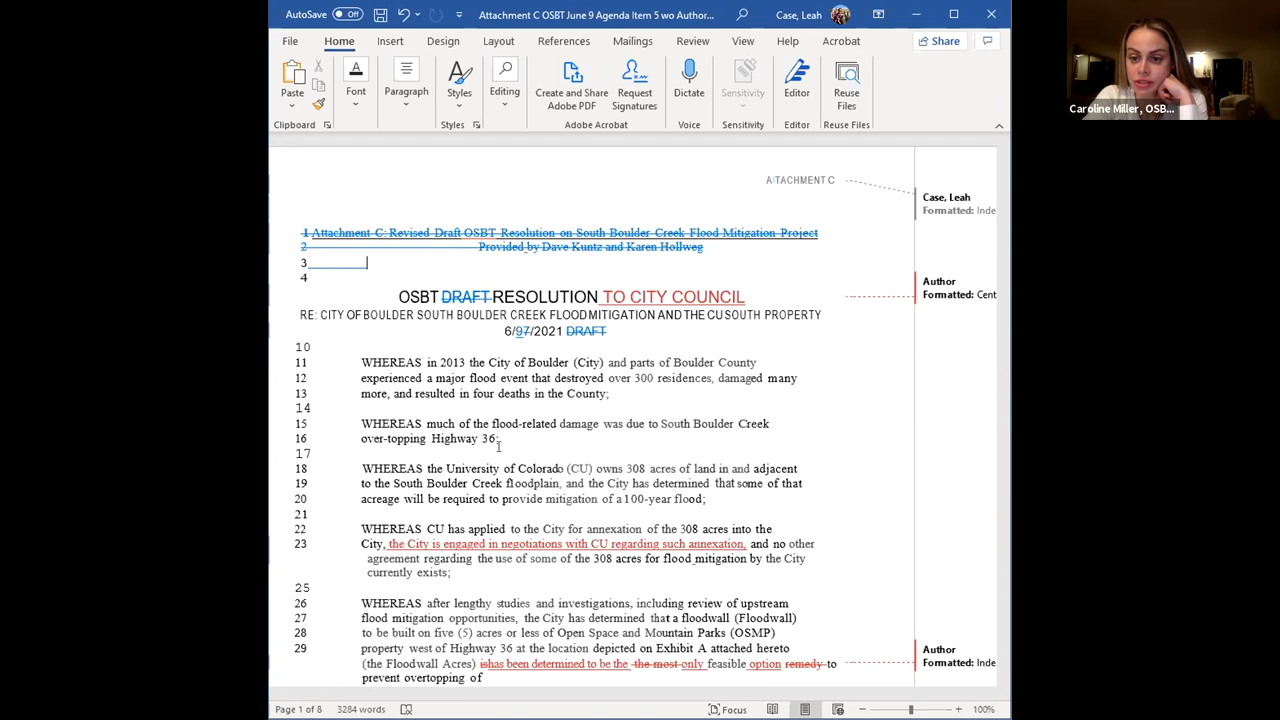 AutoSave Off Attachment C OSBT June 9 Agenda Item 5 wo Author... Case, Leah
File Home Insert Design Layout References Mailings Review View Help Acrobat Share
Paste Font Paragraph Styles Editing Create and Share Adobe PDF Request Signatures Dictate Sensitivity Editor Reuse Files
Clipboard Styles Adobe Acrobat Voice Sensitivity Editor Reuse Files
Caroline Miller, OSB...
ATTACHMENT C
Case, Leah
Formatted: Inde
1 Attachment C: Revised Draft OSBT Resolution on South Boulder Creek Flood Mitigation Project
2 Provided by Dave Kuntz and Karen Hollweg
3
4
Author
Formatted: Cent
OSBT DRAFT RESOLUTION TO CITY COUNCIL
RE: CITY OF BOULDER SOUTH BOULDER CREEK FLOOD MITIGATION AND THE CU SOUTH PROPERTY
6/97/2021 DRAFT
10
11 WHEREAS in 2013 the City of Boulder (City) and parts of Boulder County
12 experienced a major flood event that destroyed over 300 residences, damaged many
13 more, and resulted in four deaths in the County;
14
15 WHEREAS much of the flood-related damage was due to South Boulder Creek
16 over-topping Highway 36;
17
18 WHEREAS the University of Colorado (CU) owns 308 acres of land in and adjacent
19 to the South Boulder Creek floodplain, and the City has determined that some of that
20 acreage will be required to provide mitigation of a 100-year flood;
21
22 WHEREAS CU has applied to the City for annexation of the 308 acres into the
23 City, the City is engaged in negotiations with CU regarding such annexation, and no other
agreement regarding the use of some of the 308 acres for flood mitigation by the City
currently exists;
25
26 WHEREAS after lengthy studies and investigations, including review of upstream
27 flood mitigation opportunities, the City has determined that a floodwall (Floodwall)
28 to be built on five (5) acres or less of Open Space and Mountain Parks (OSMP)
29 property west of Highway 36 at the location depicted on Exhibit A attached hereto
(the Floodwall Acres) ishas been determined to be the the most only feasible option remedy to
prevent overtopping of
Author
Formatted: Inde
Page 1 of 8 3284 words Focus 100%